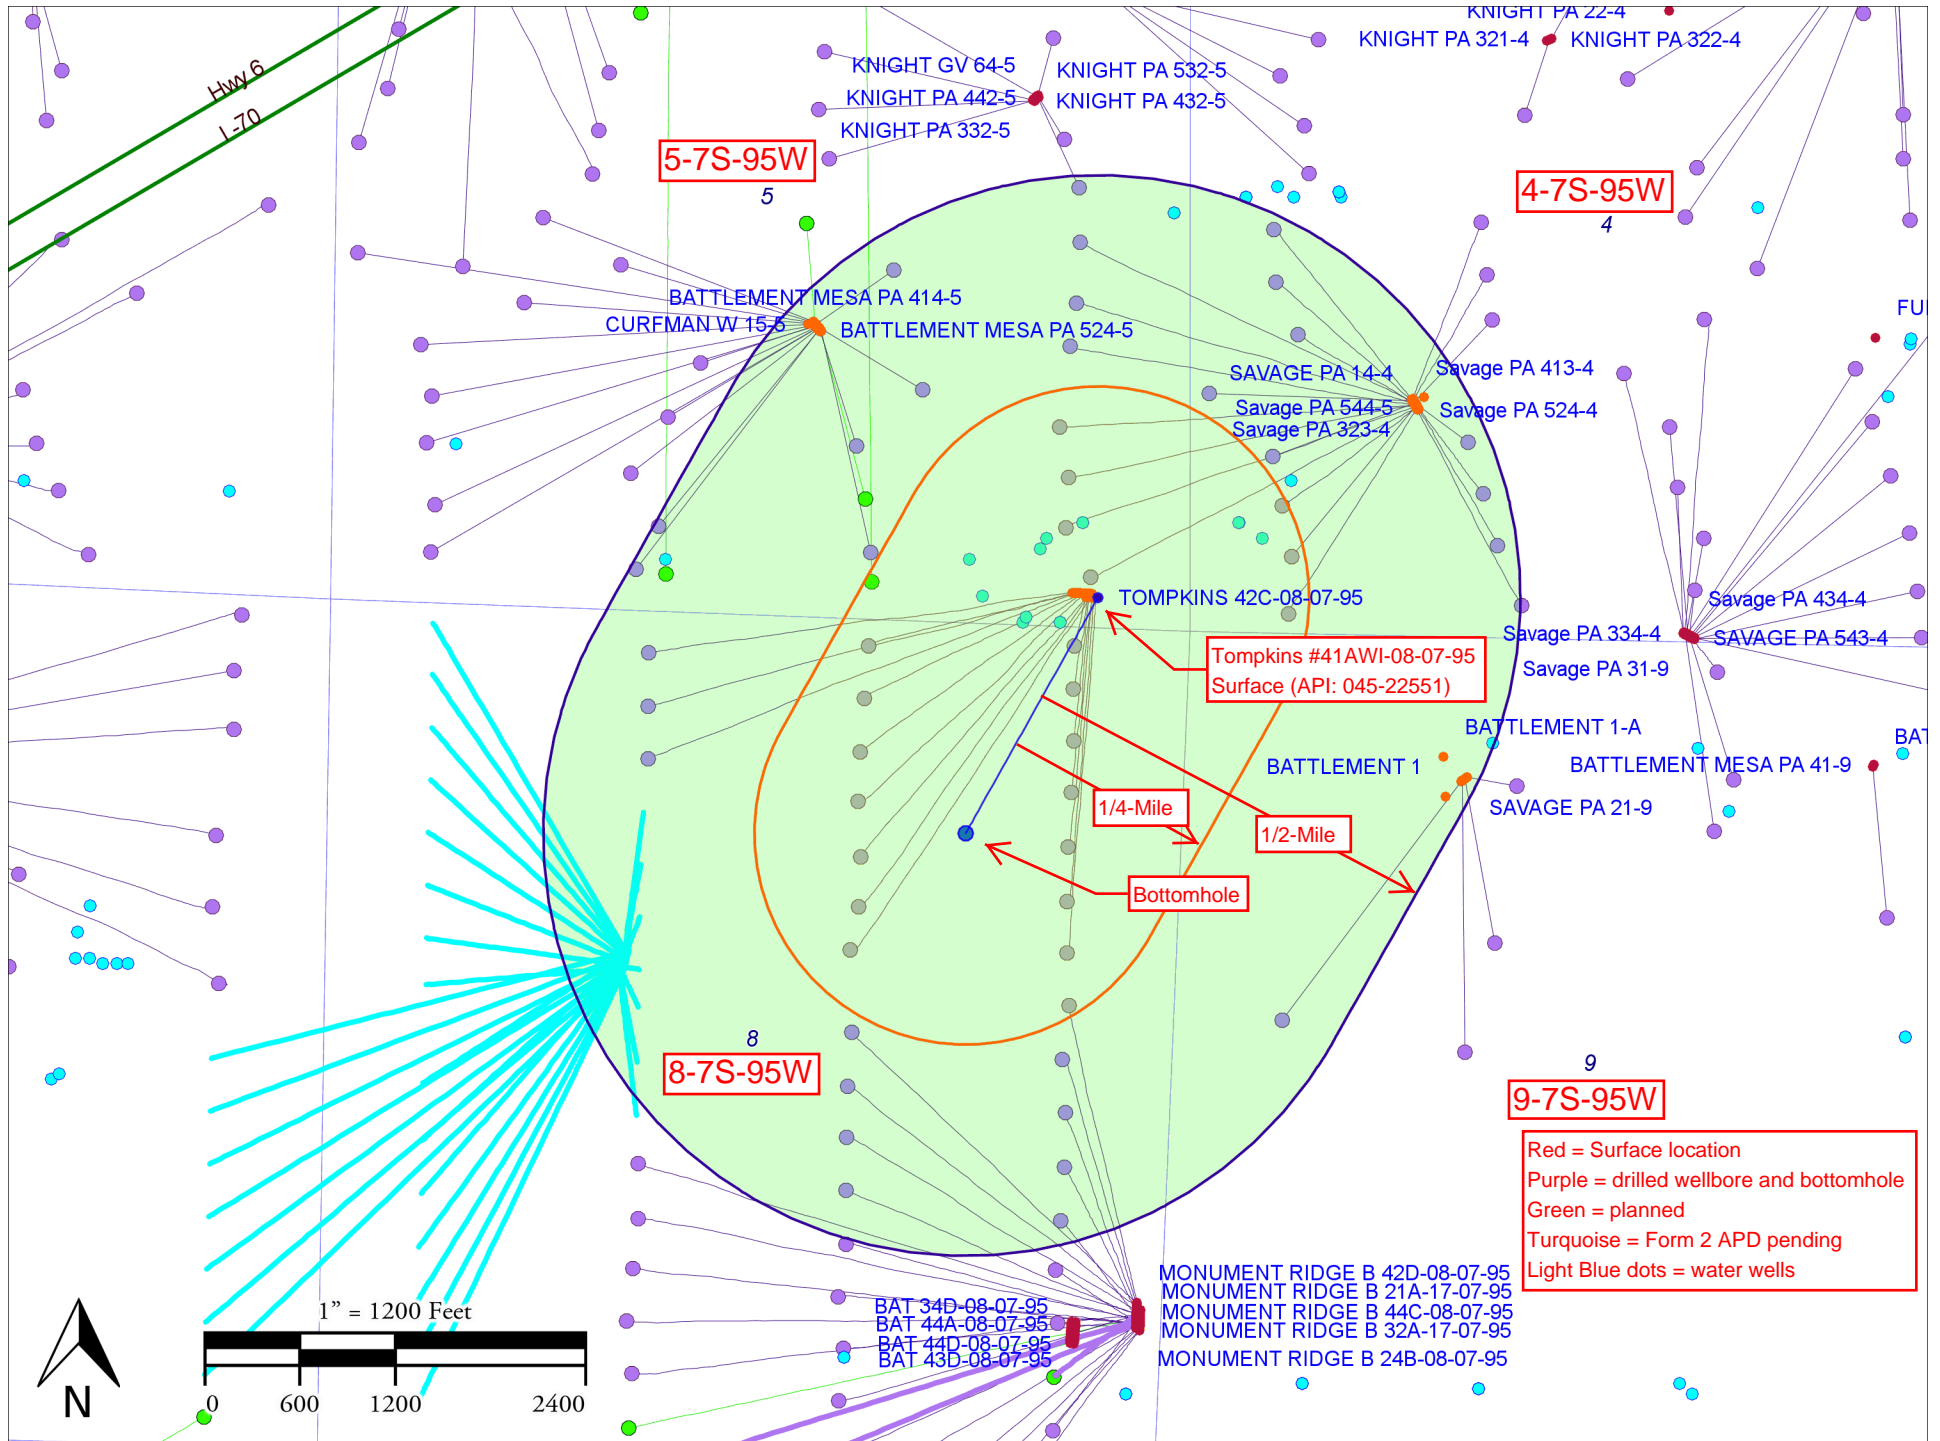 KNIGHT PA 22-4
KNIGHT PA 321-4
KNIGHT PA 322-4
Hwy 6
I-70
KNIGHT GV 64-5
KNIGHT PA 532-5
KNIGHT PA 442-5
KNIGHT PA 432-5
KNIGHT PA 332-5
5-7S-95W
5
4-7S-95W
4
BATTLEMENT MESA PA 414-5
CURFMAN W 15-5
BATTLEMENT MESA PA 524-5
FUI
SAVAGE PA 14-4
Savage PA 413-4
Savage PA 544-5
Savage PA 524-4
Savage PA 323-4
TOMPKINS 42C-08-07-95
Savage PA 434-4
Savage PA 334-4
SAVAGE PA 543-4
Tompkins #41AWI-08-07-95
Surface (API: 045-22551)
Savage PA 31-9
BATTLEMENT 1-A
BAT
BATTLEMENT 1
BATTLEMENT MESA PA 41-9
SAVAGE PA 21-9
1/4-Mile
1/2-Mile
Bottomhole
8
8-7S-95W
9
9-7S-95W
Red = Surface location
Purple = drilled wellbore and bottomhole
Green = planned
Turquoise = Form 2 APD pending
Light Blue dots = water wells
MONUMENT RIDGE B 42D-08-07-95
MONUMENT RIDGE B 21A-17-07-95
MONUMENT RIDGE B 44C-08-07-95
MONUMENT RIDGE B 32A-17-07-95
MONUMENT RIDGE B 24B-08-07-95
BAT 34D-08-07-95
BAT 44A-08-07-95
BAT 44D-08-07-95
BAT 43D-08-07-95
1" = 1200 Feet
0 600 1200 2400
N